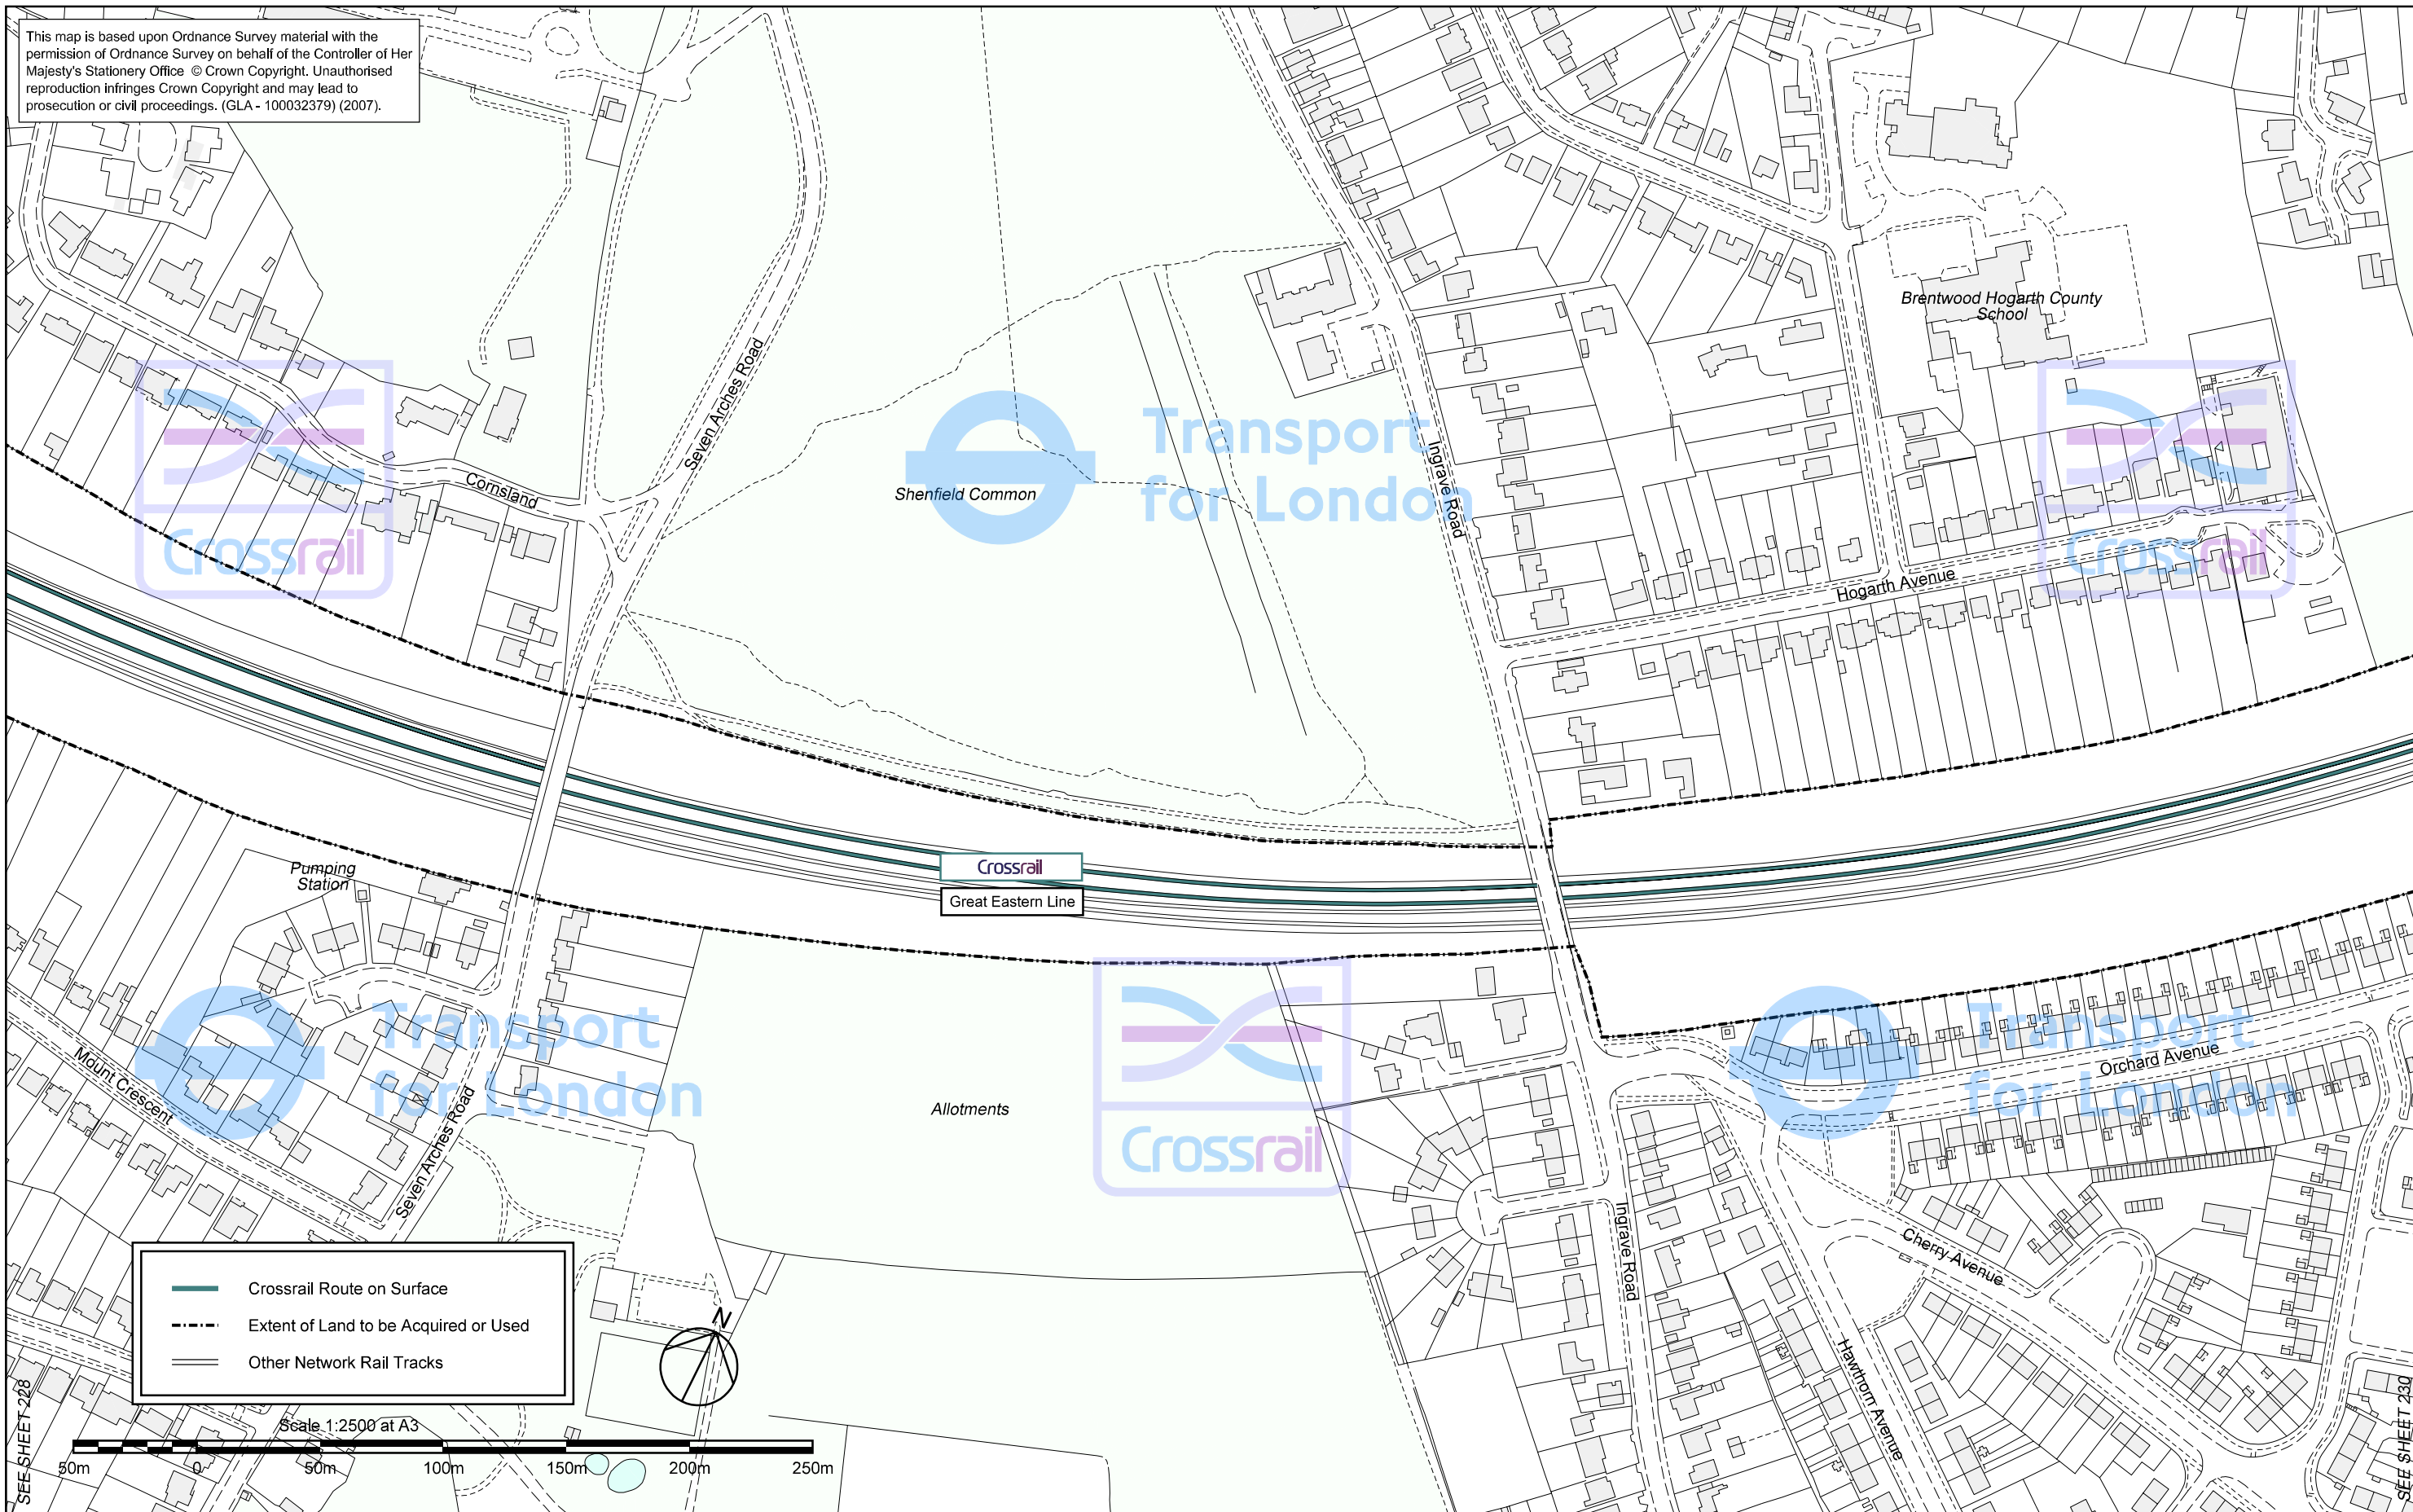 This map is based upon Ordnance Survey material with the
permission of Ordnance Survey on behalf of the Controller of Her
Majesty's Stationery Office © Crown Copyright. Unauthorised
reproduction infringes Crown Copyright and may lead to
prosecution or civil proceedings. (GLA - 100032379) (2007).
Brentwood Hogarth County
School
Seven Arches Road
Transport
for London
Ingrave Road
Shenfield Common
Cornsland
Crossrail
Crossrail
Hogarth Avenue
Pumping
Station
Crossrail
Great Eastern Line
Transport
for London
Transport
for London
Mount Crescent
Orchard Avenue
Allotments
Crossrail
Seven Arches Road
Ingrave Road
Cherry Avenue
Hawthorn Avenue
Crossrail Route on Surface
Extent of Land to be Acquired or Used
Other Network Rail Tracks
N
Scale 1:2500 at A3
50m 0 50m 100m 150m 200m 250m
SEE SHEET 228
SEE SHEET 230